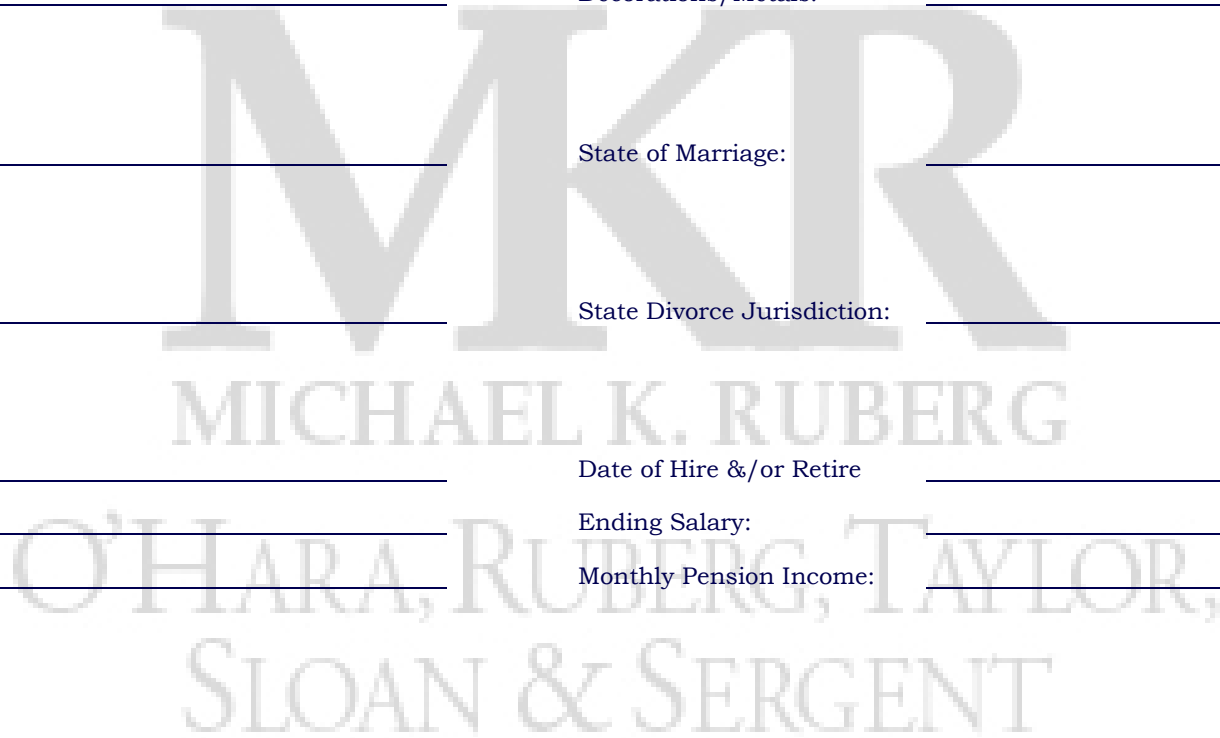 MKR
State of Marriage:
State Divorce Jurisdiction:
MICHAEL K. RUBERG
Date of Hire &/or Retire
Ending Salary:
O'HARA, RUBERG, TAYLOR,
Monthly Pension Income:
SLOAN & SERGENT